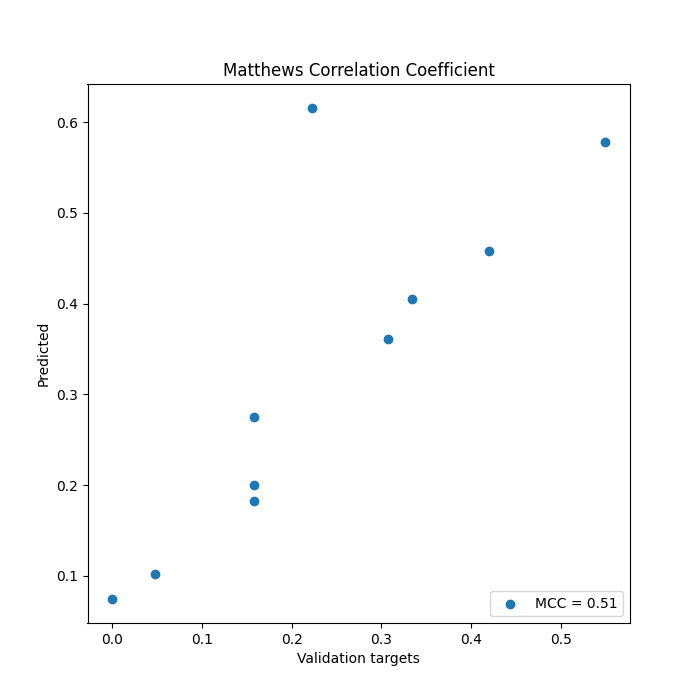 Matthews Correlation Coefficient
0.6
0.5
0.4
0.3
0.2
0.1
Predicted
MCC = 0.51
0.0 0.1 0.2 0.3 0.4 0.5
Validation targets